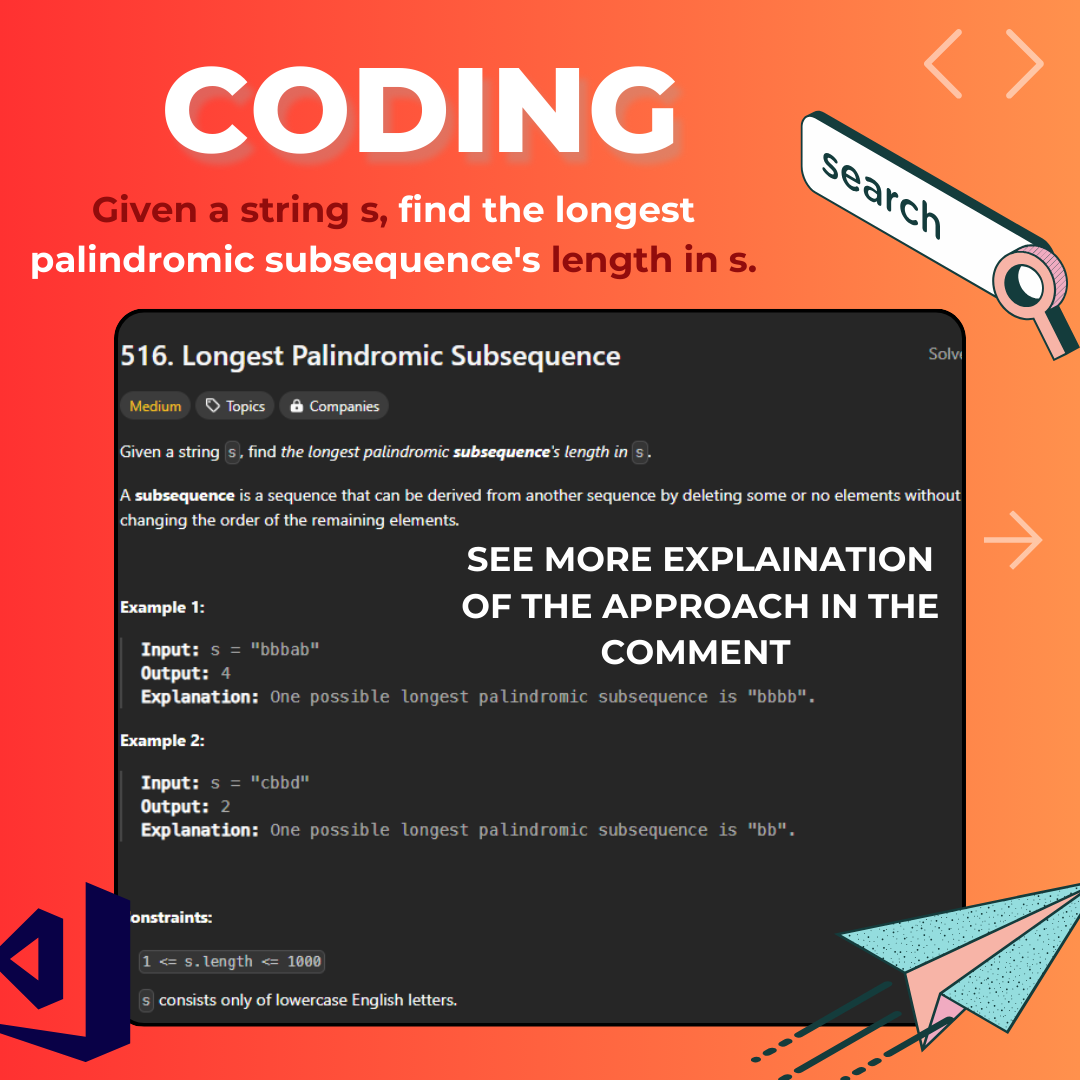 CODING
search
Given a string s, find the longest
palindromic subsequence's length in s.
516. Longest Palindromic Subsequence
Solve
Medium Topics Companies
Given a string s, find the longest palindromic subsequence's length in s.
A subsequence is a sequence that can be derived from another sequence by deleting some or no elements without
changing the order of the remaining elements.
SEE MORE EXPLAINATION
OF THE APPROACH IN THE
COMMENT
Example 1:
Input: s = "bbbab"
Output: 4
Explanation: One possible longest palindromic subsequence is "bbbb".
Example 2:
Input: s = "cbbd"
Output: 2
Explanation: One possible longest palindromic subsequence is "bb".
onstraints:
1 <= s.length <= 1000
s consists only of lowercase English letters.